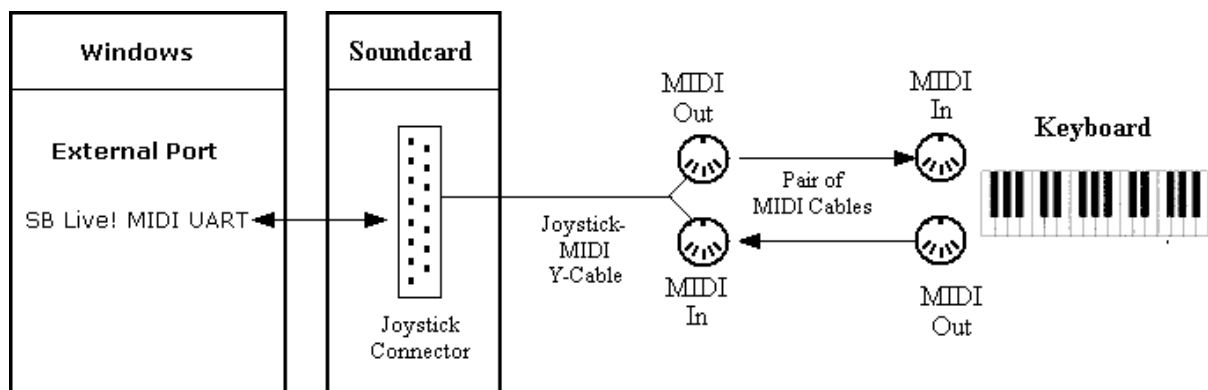 Windows
External Port
SB Live! MIDI UART
Soundcard
Joystick
Connector
Joystick-
MIDI
Y-Cable
MIDI
Out
MIDI
In
Pair of
MIDI Cables
MIDI
In
MIDI
Out
Keyboard